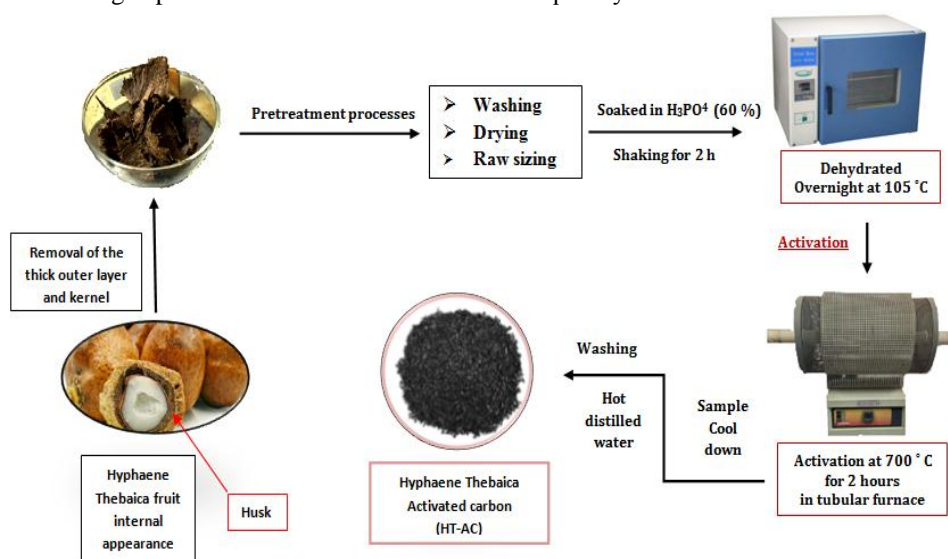 Pretreatment processes
➢ Washing
➢ Drying
➢ Raw sizing
Soaked in H₃PO⁴ (60 %)
Shaking for 2 h
Dehydrated
Overnight at 105 °C
Activation
Activation at 700 °C
for 2 hours
in tubular furnace
Sample
Cool
down
Washing
Hot
distilled
water
Hyphaene Thebaica
Activated carbon
(HT-AC)
Removal of the
thick outer layer
and kernel
Hyphaene
Thebaica fruit
internal
appearance
Husk